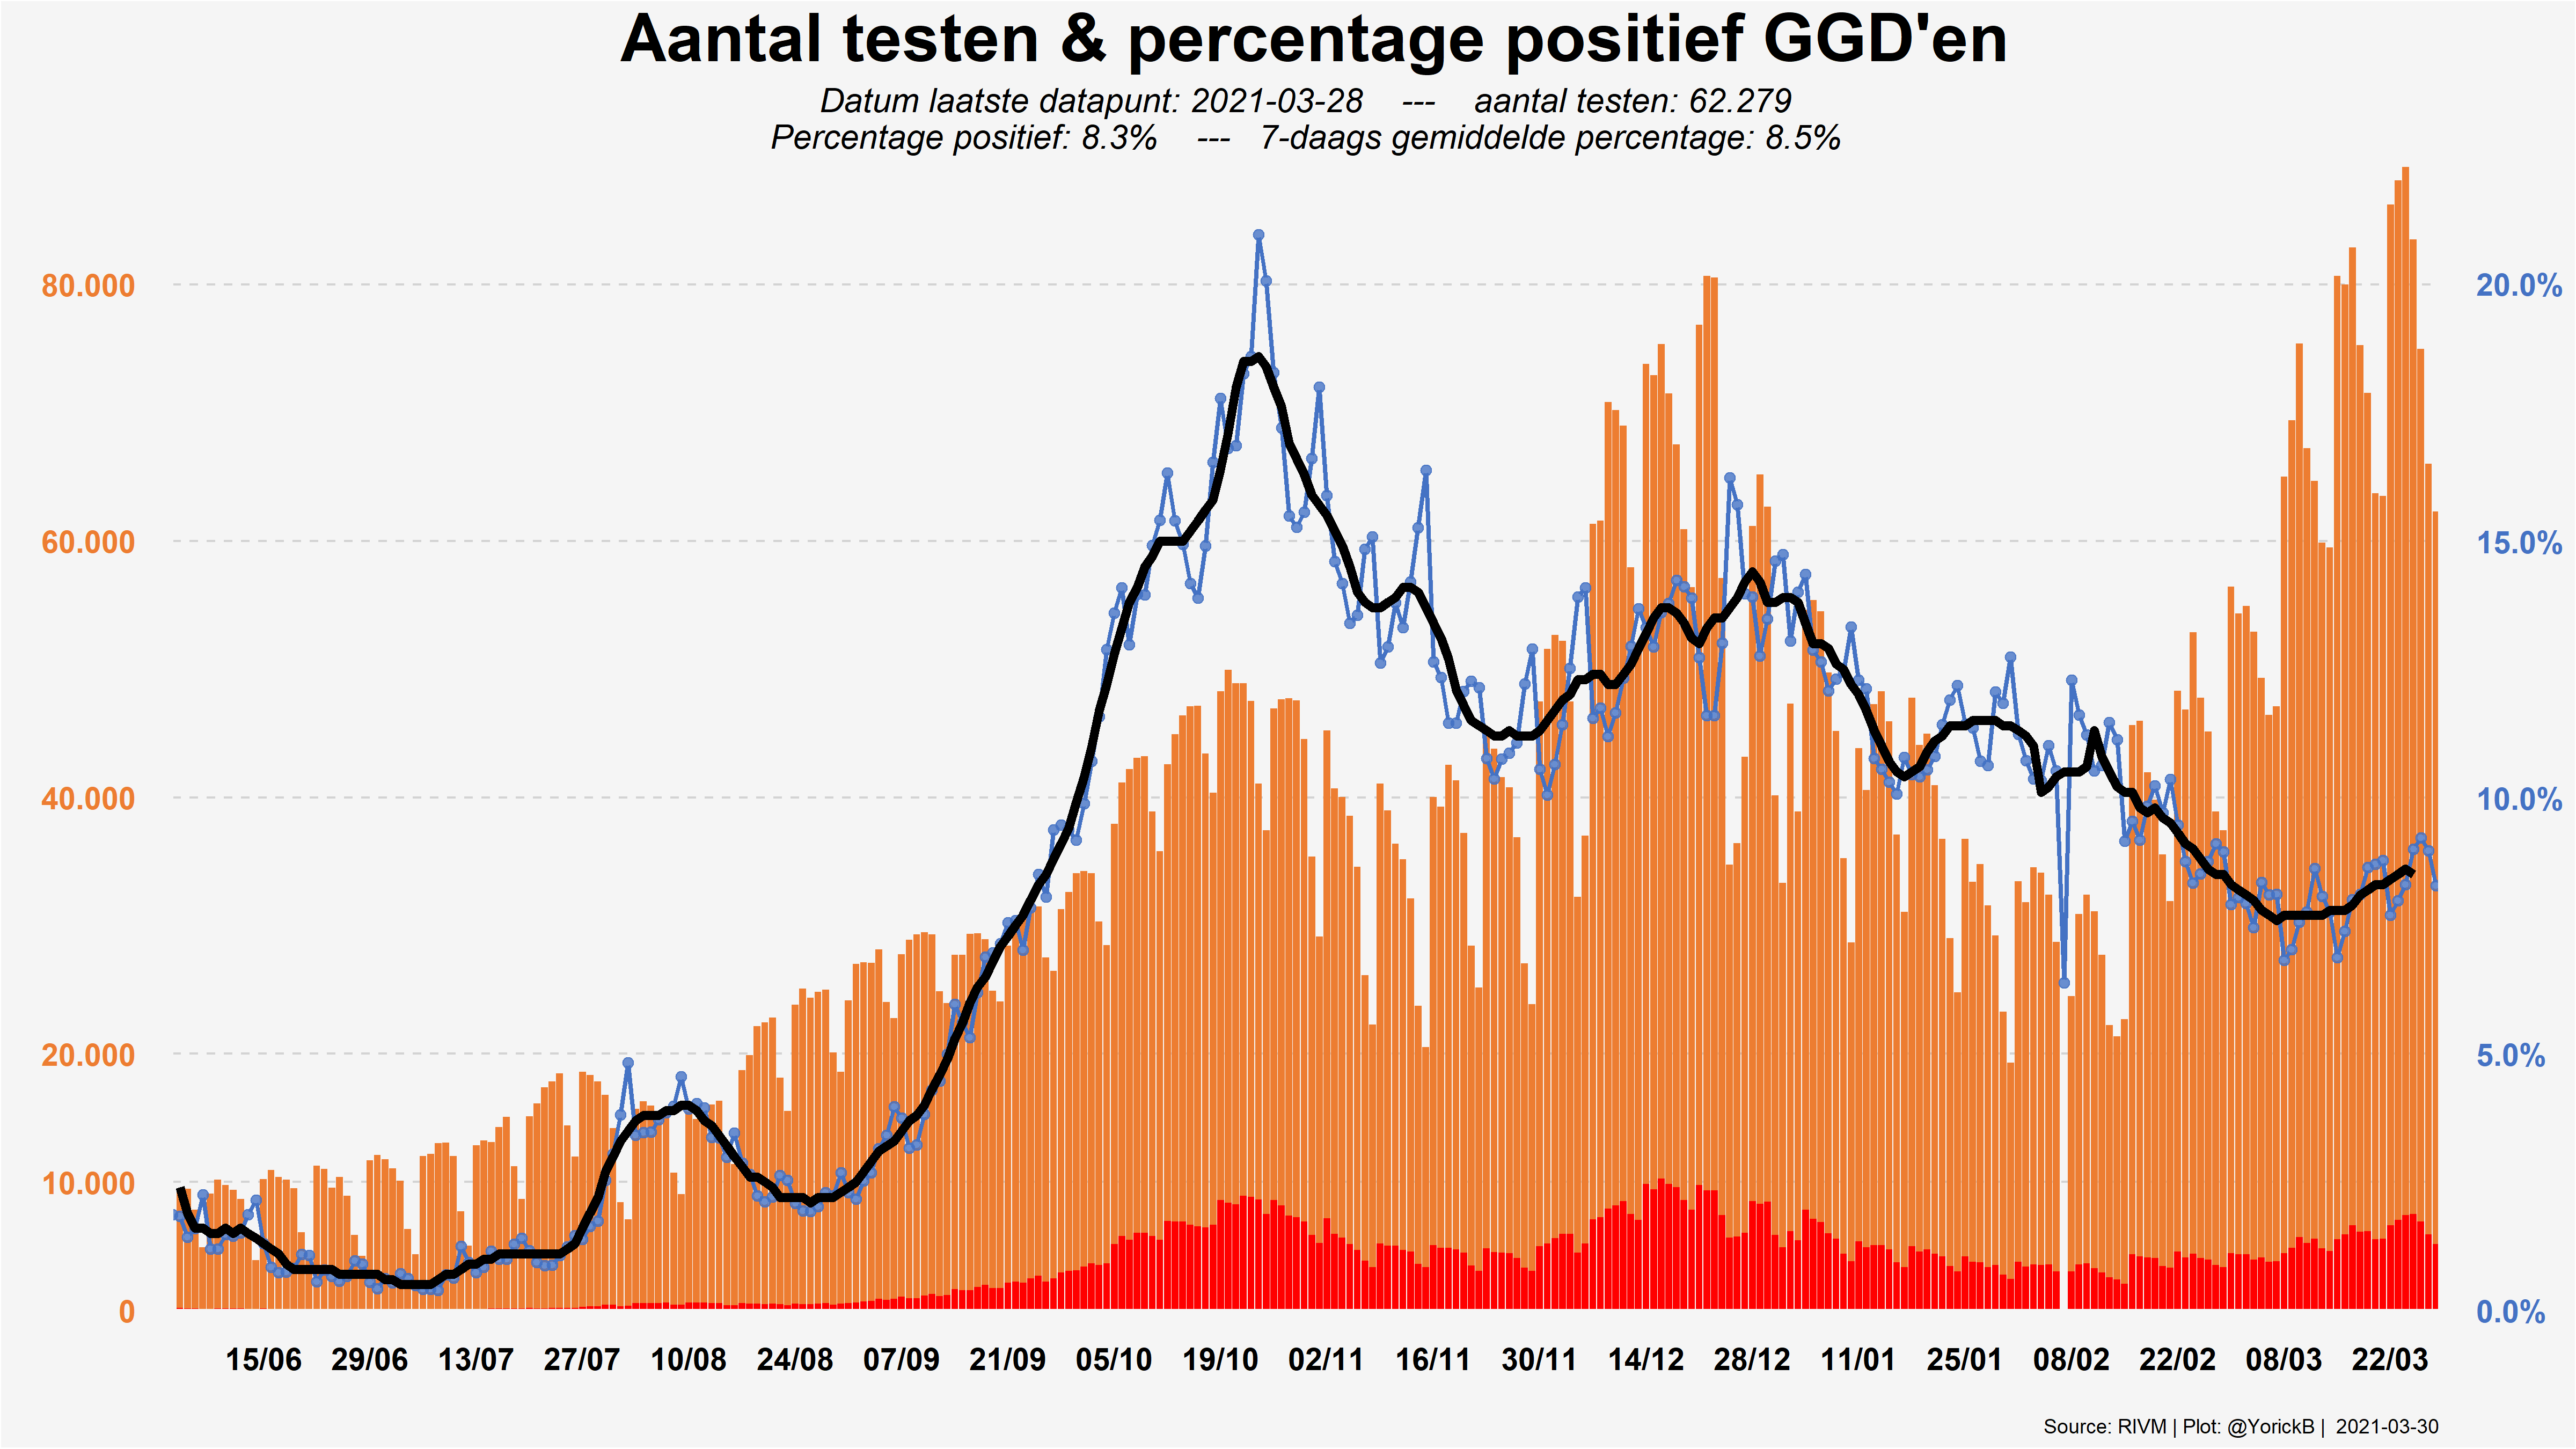 Aantal testen & percentage positief GGD'en
Datum laatste datapunt: 2021-03-28 --- aantal testen: 62.279
Percentage positief: 8.3% --- 7-daags gemiddelde percentage: 8.5%
80.000
60.000
40.000
20.000
10.000
0
20.0%
15.0%
10.0%
5.0%
0.0%
15/06 29/06 13/07 27/07 10/08 24/08 07/09 21/09 05/10 19/10 02/11 16/11 30/11 14/12 28/12 11/01 25/01 08/02 22/02 08/03 22/03
Source: RIVM | Plot: @YorickB | 2021-03-30